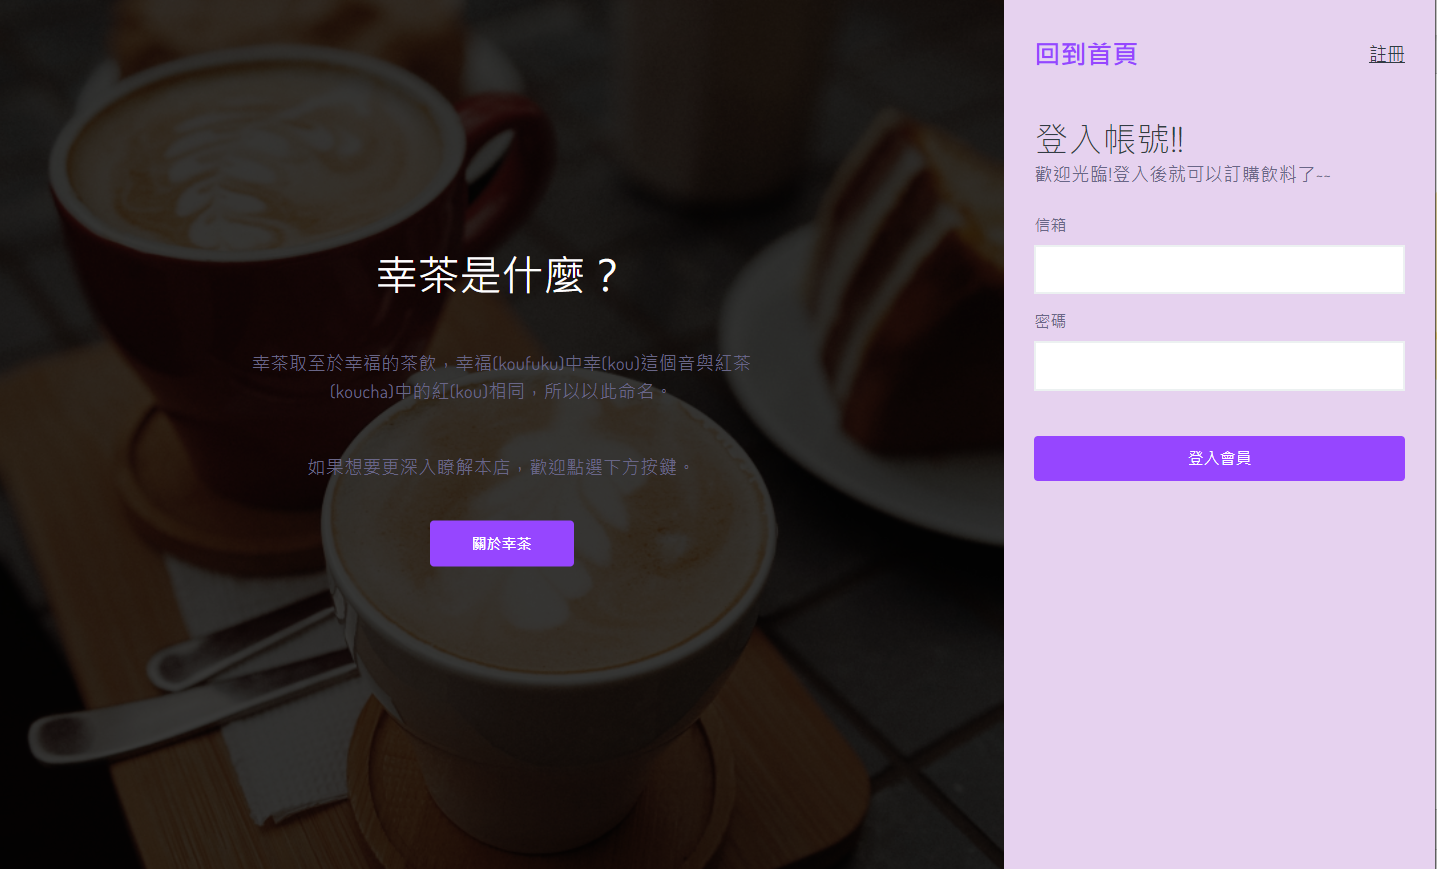 幸茶是什麼？
幸茶取至於幸福的茶飲，幸福(koufuku)中幸(kou)這個音與紅茶
(koucha)中的紅(kou)相同，所以以此命名。
如果想要更深入瞭解本店，歡迎點選下方按鍵。
關於幸茶
回到首頁
註冊
登入帳號!!
歡迎光臨!登入後就可以訂購飲料了~~
信箱
密碼
登入會員